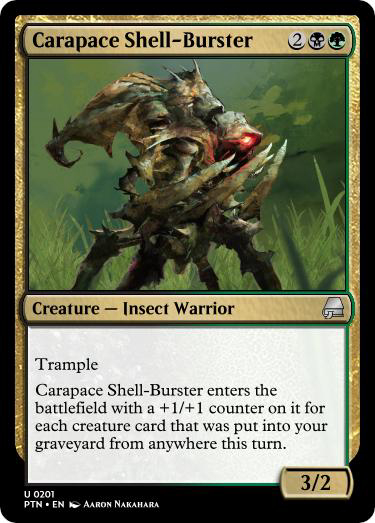 Carapace Shell-Burster 2
Creature — Insect Warrior
Trample
Carapace Shell-Burster enters the
battlefield with a +1/+1 counter on it for
each creature card that was put into your
graveyard from anywhere this turn.
3/2
U 0201
PTN • EN Aaron Nakahara